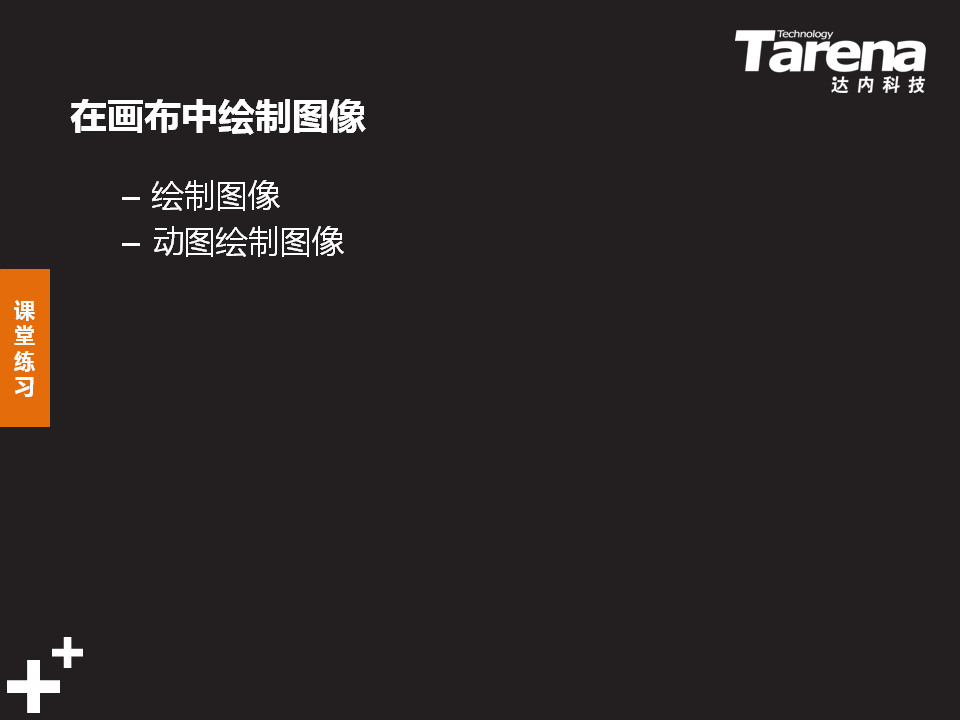 Technology
Tarena
达内科技
在画布中绘制图像
– 绘制图像
– 动图绘制图像
课堂练习